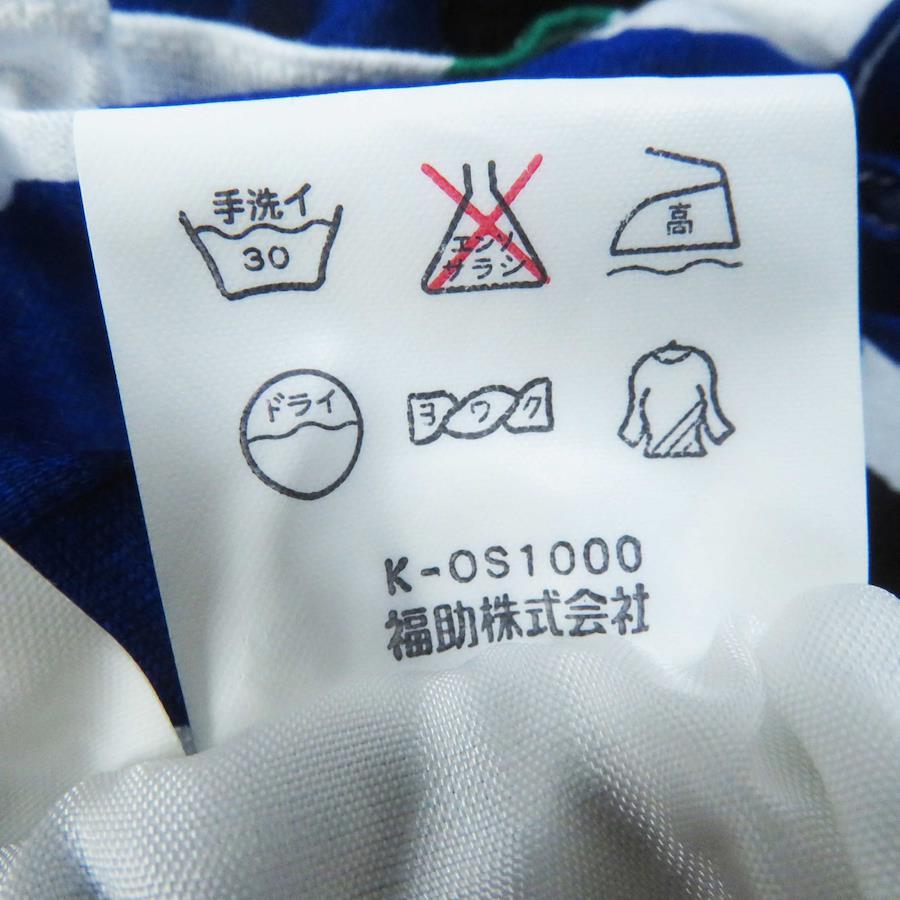 手洗イ
30
エンソ
サラシ
高
ドライ
ヨワク
K-OS1000
福助株式会社